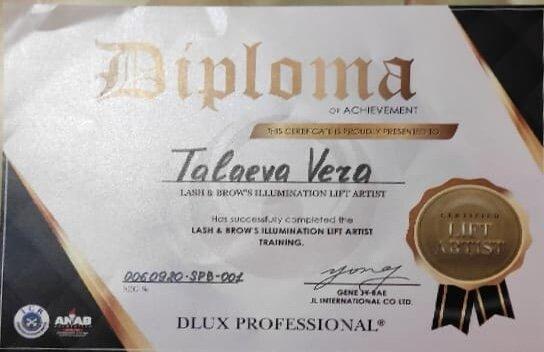 Diploma
OF ACHIEVEMENT
THIS CERTIFICATE IS PROUDLY PRESENTED TO
Talaeva Vera
LASH & BROW'S ILLUMINATION LIFT ARTIST
Has successfully completed the
LASH & BROW'S ILLUMINATION LIFT ARTIST
TRAINING.
0060920-SPB-001
GENE JY-BAE
JL INTERNATIONAL CO LTD.
CERTIFIED
LIFT
ARTIST
ANAB
DLUX PROFESSIONAL®